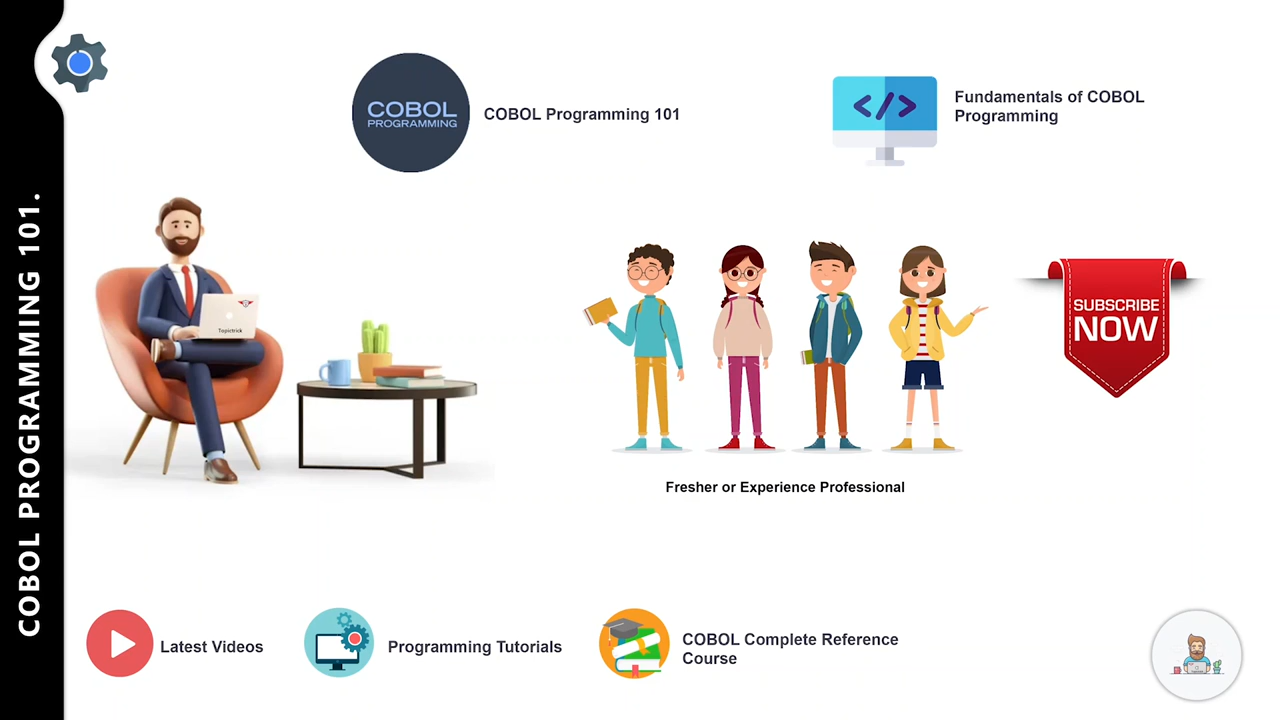 COBOL PROGRAMMING 101.
COBOL
PROGRAMMING
COBOL Programming 101
</>
Fundamentals of COBOL
Programming
Topictrick
SUBSCRIBE
NOW
Fresher or Experience Professional
Latest Videos
Programming Tutorials
COBOL Complete Reference
Course